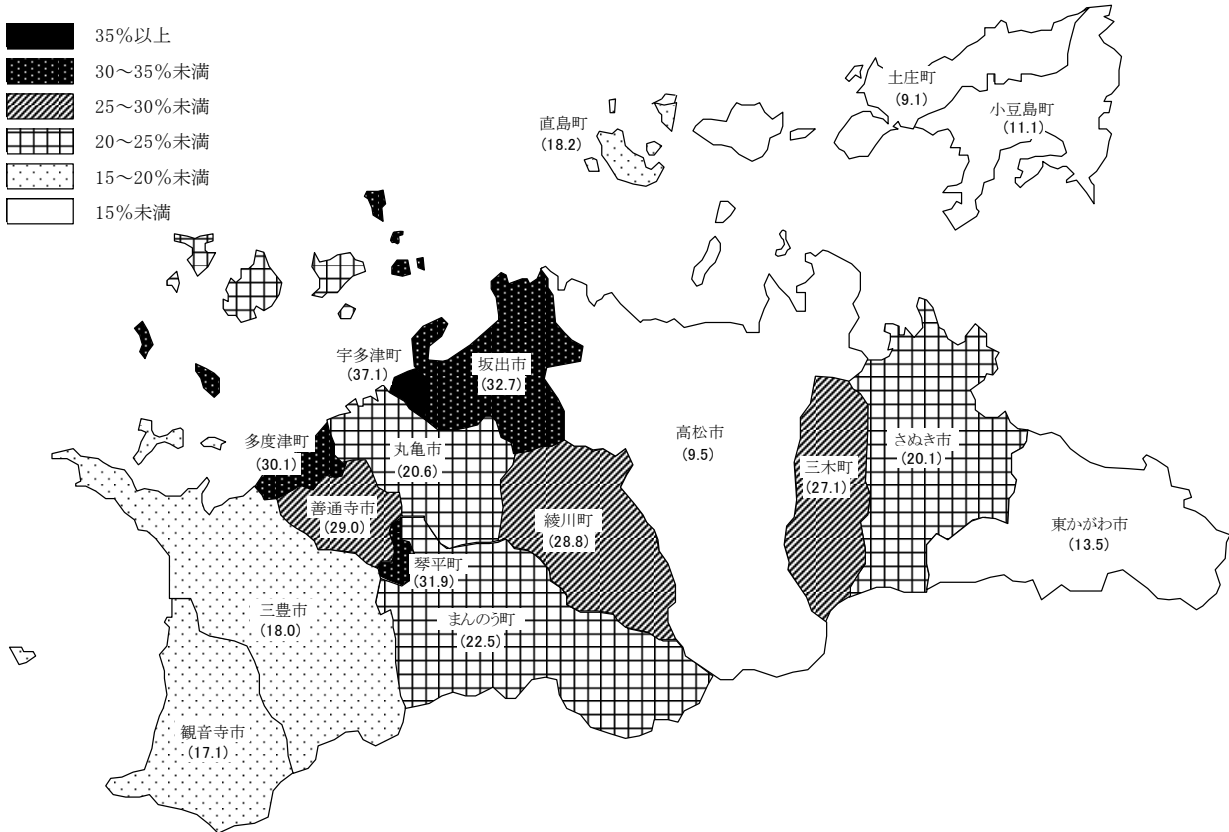 35%以上
30～35%未満
25～30%未満
20～25%未満
15～20%未満
15%未満
土庄町
(9.1)
小豆島町
(11.1)
直島町
(18.2)
宇多津町
(37.1)
坂出市
(32.7)
多度津町
(30.1)
丸亀市
(20.6)
高松市
(9.5)
さぬき市
(20.1)
三木町
(27.1)
善通寺市
(29.0)
綾川町
(28.8)
東かがわ市
(13.5)
琴平町
(31.9)
三豊市
(18.0)
まんのう町
(22.5)
観音寺市
(17.1)